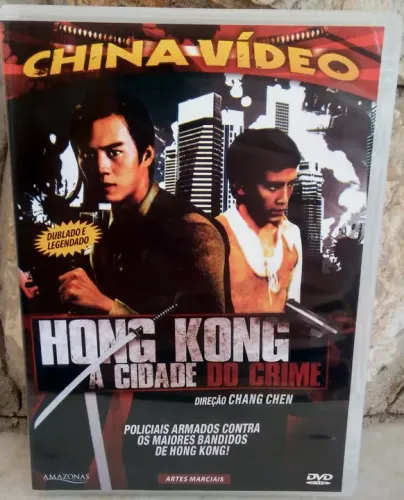 CHINA VÍDEO
DUBLADO E
LEGENDADO
HONG KONG
A CIDADE DO CRIME
DIREÇÃO CHANG CHEN
POLICIAIS ARMADOS CONTRA
OS MAIORES BANDIDOS
DE HONG KONG!
AMAZONAS
ARTES MARCIAIS
DVD
VIDEO